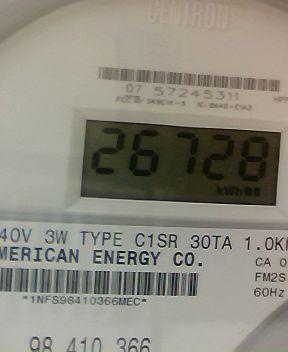 CENTRON
07 57245311
26728
kWh
240V 3W TYPE C1SR 30TA 1.0K
MERICAN ENERGY CO.
CA 0
FM2S
60Hz
*1NFS98410366MEC*
98 410 366